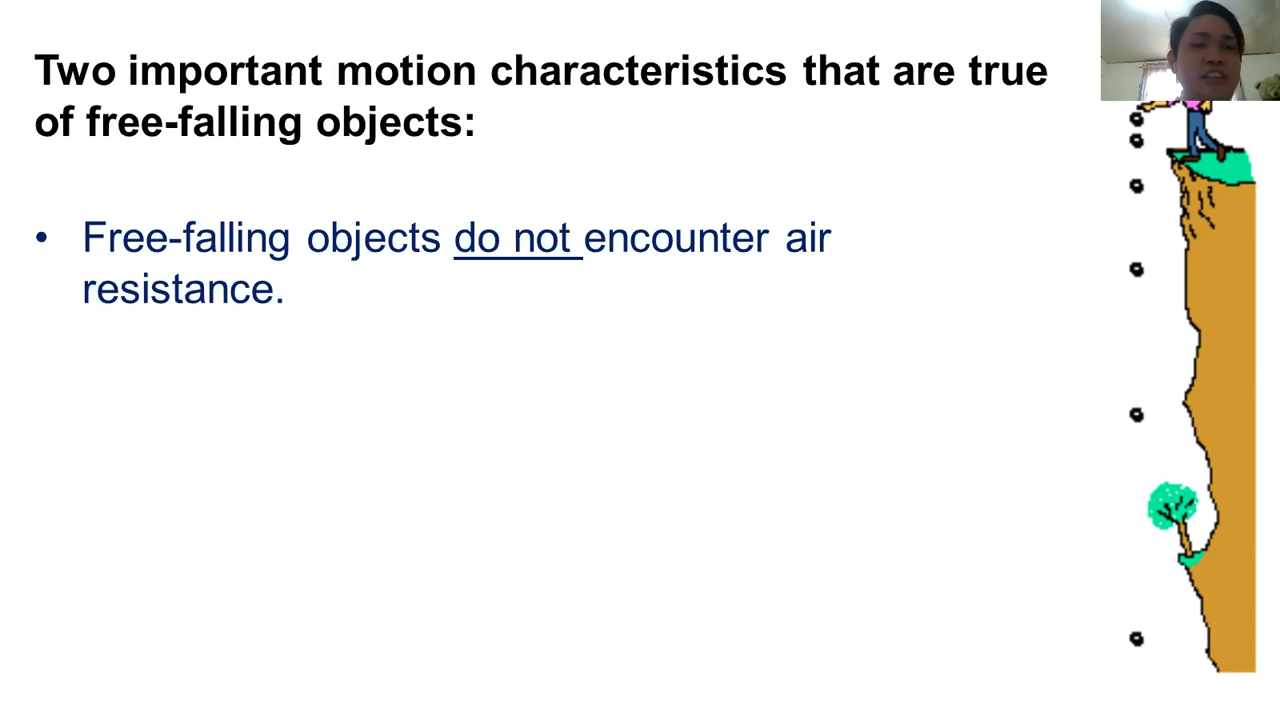 Two important motion characteristics that are true
of free-falling objects:
• Free-falling objects do not encounter air
resistance.